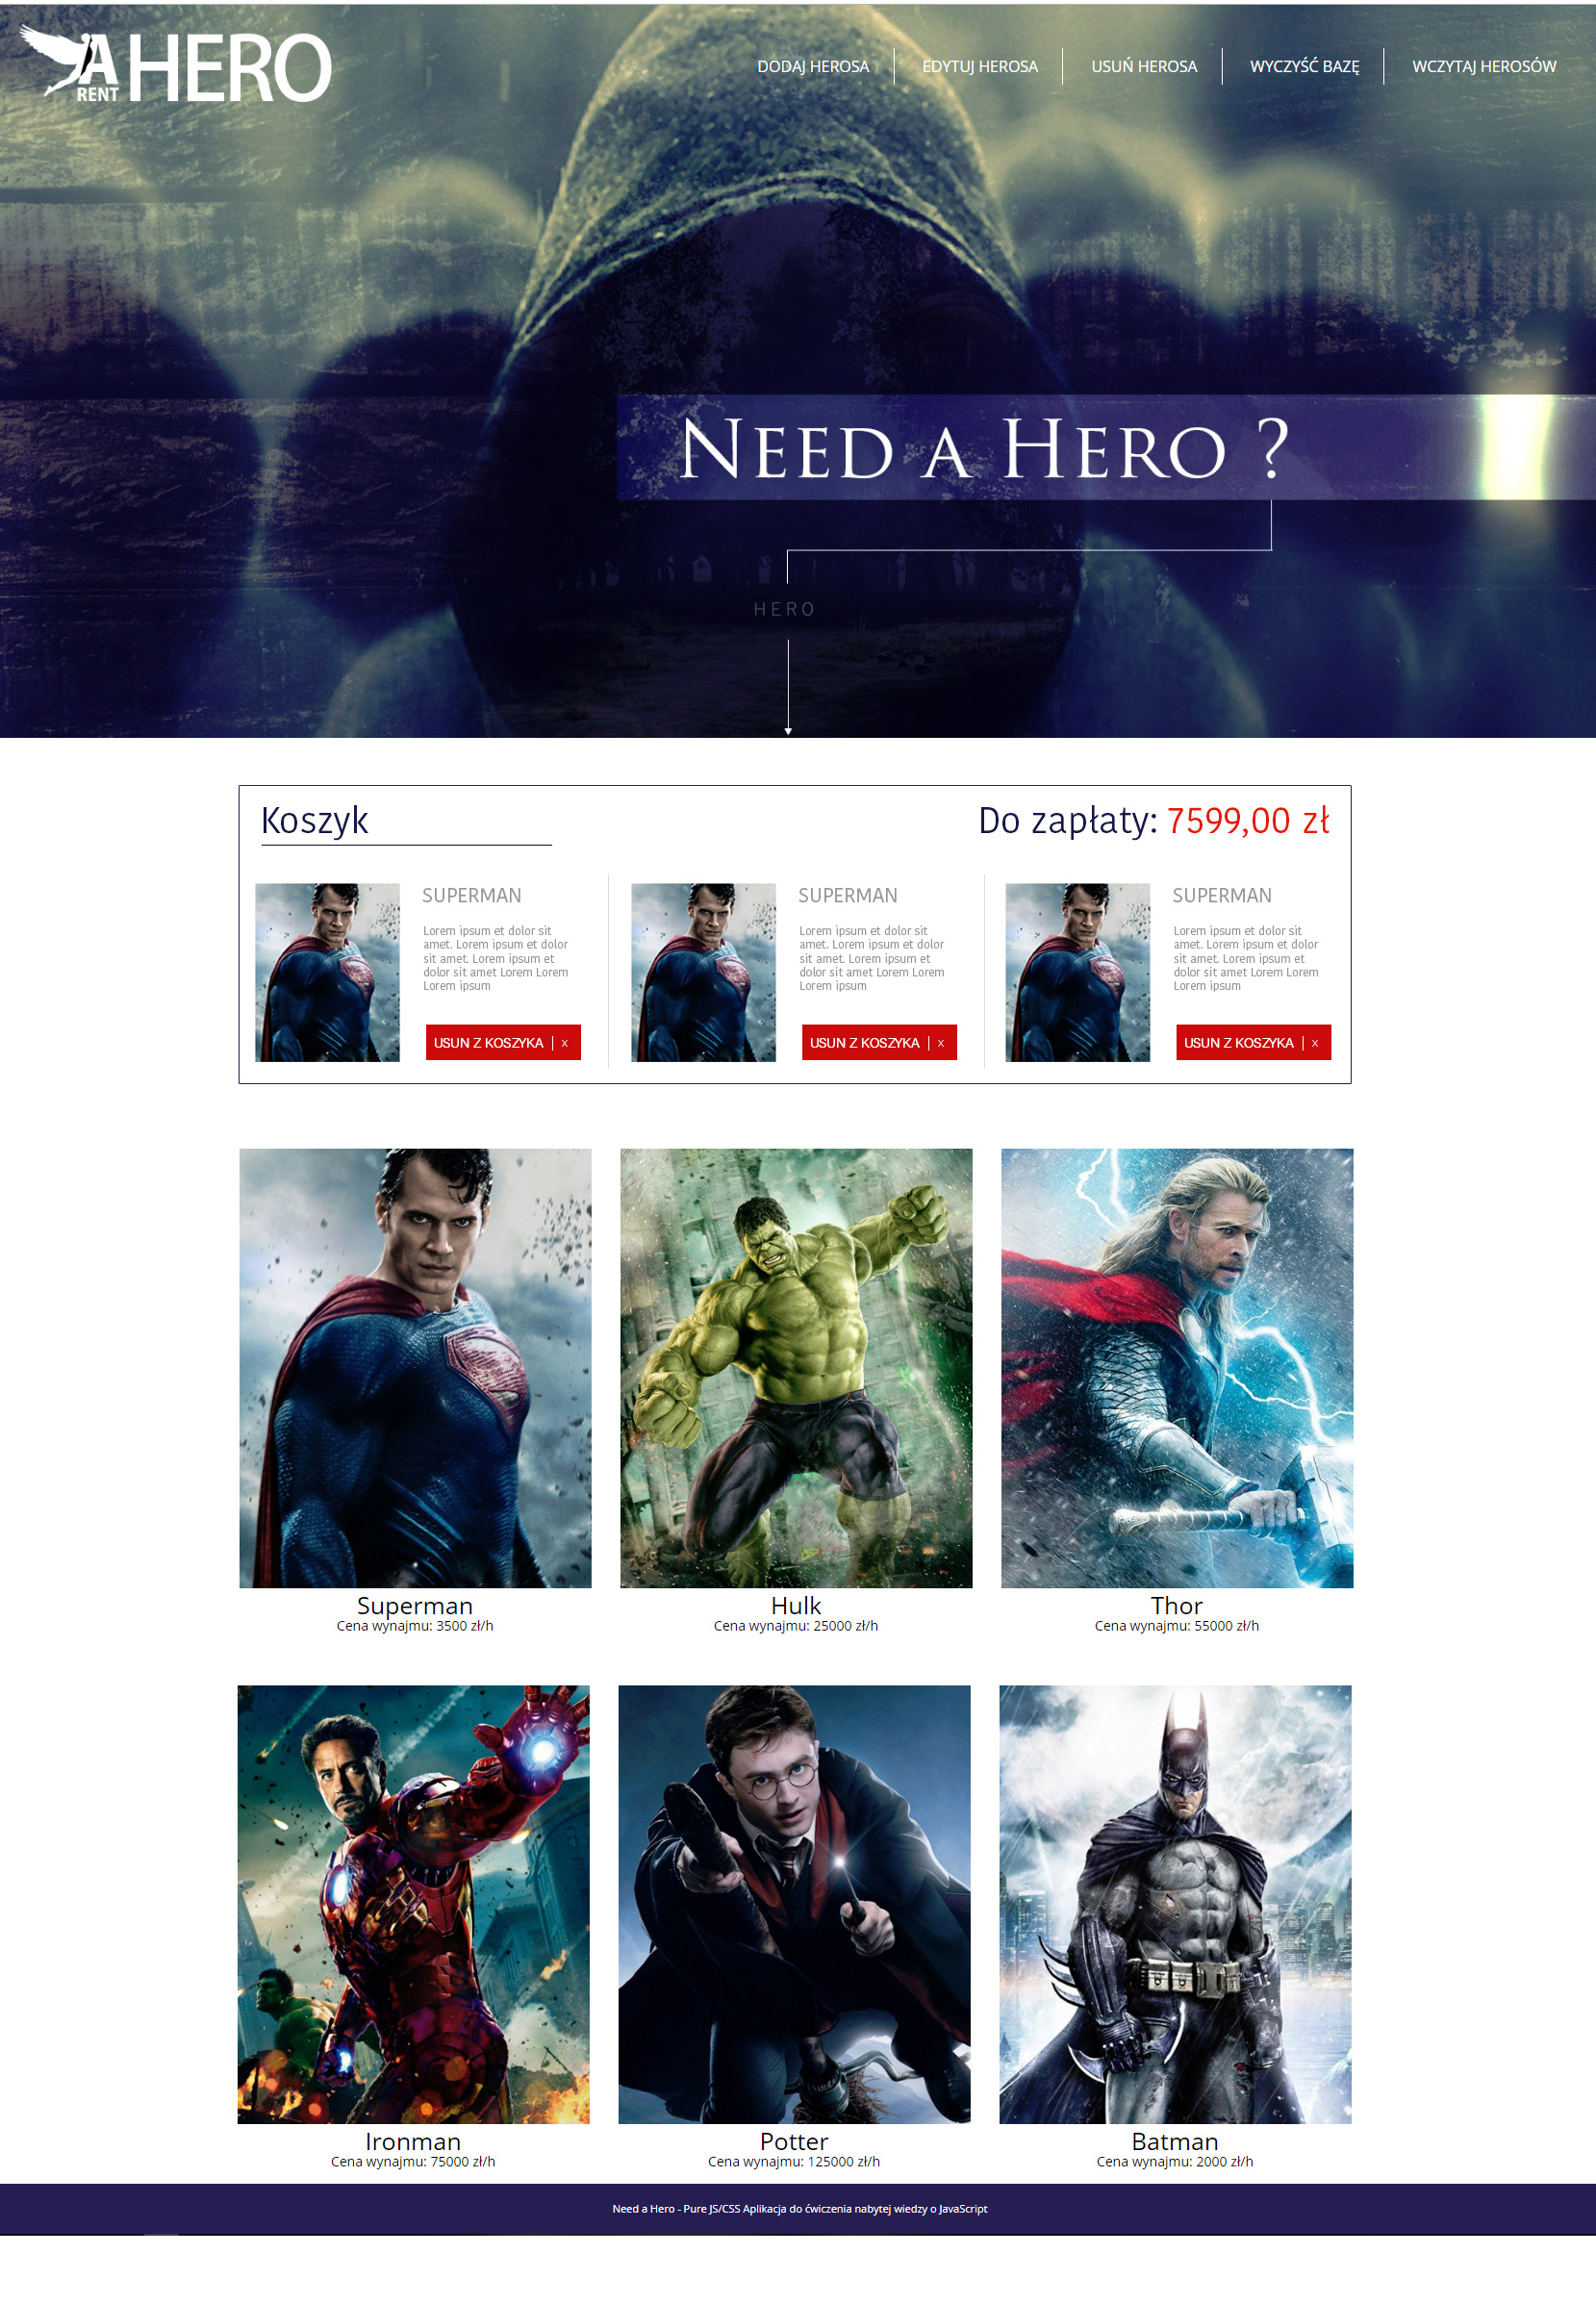 A HERO
RENT
DODAJ HEROSA
EDYTUJ HEROSA
USUŃ HEROSA
WYCZYŚĆ BAZĘ
WCZYTAJ HEROSÓW
NEED A HERO ?
HERO
Koszyk
Do zapłaty: 7599,00 zł
SUPERMAN
Lorem ipsum et dolor sit
amet. Lorem ipsum et dolor
sit amet. Lorem ipsum et
dolor sit amet Lorem Lorem
Lorem ipsum
USUN Z KOSZYKA | x
SUPERMAN
Lorem ipsum et dolor sit
amet. Lorem ipsum et dolor
sit amet. Lorem ipsum et
dolor sit amet Lorem Lorem
Lorem ipsum
USUN Z KOSZYKA | x
SUPERMAN
Lorem ipsum et dolor sit
amet. Lorem ipsum et dolor
sit amet. Lorem ipsum et
dolor sit amet Lorem Lorem
Lorem ipsum
USUN Z KOSZYKA | x
Superman
Cena wynajmu: 3500 zł/h
Hulk
Cena wynajmu: 25000 zł/h
Thor
Cena wynajmu: 55000 zł/h
Ironman
Cena wynajmu: 75000 zł/h
Potter
Cena wynajmu: 125000 zł/h
Batman
Cena wynajmu: 2000 zł/h
Need a Hero - Pure JS/CSS Aplikacja do ćwiczenia nabytej wiedzy o JavaScript